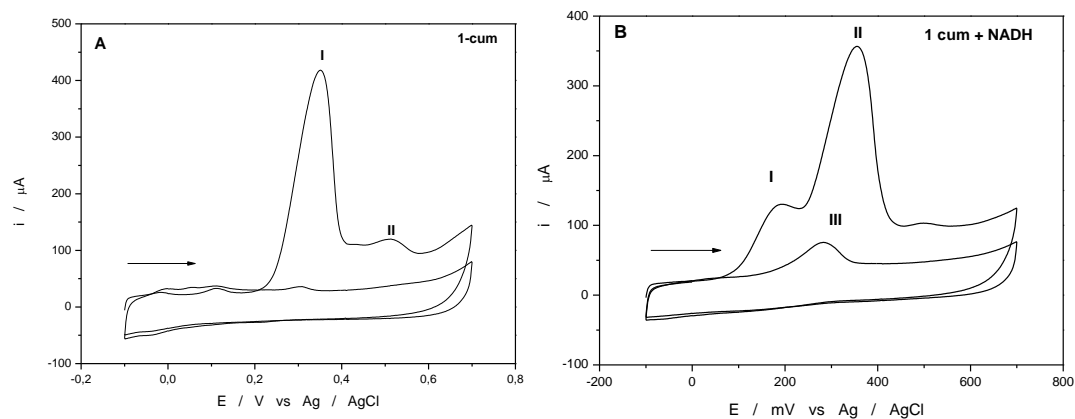 A
1-cum
I
II
500
400
300
200
100
0
-100
-0,2
0,0
0,2
0,4
0,6
0,8
i / μA
E / V vs Ag / AgCl
B
1 cum + NADH
I
II
III
400
300
200
100
0
-100
-200
0
200
400
600
800
i / μA
E / mV vs Ag / AgCl